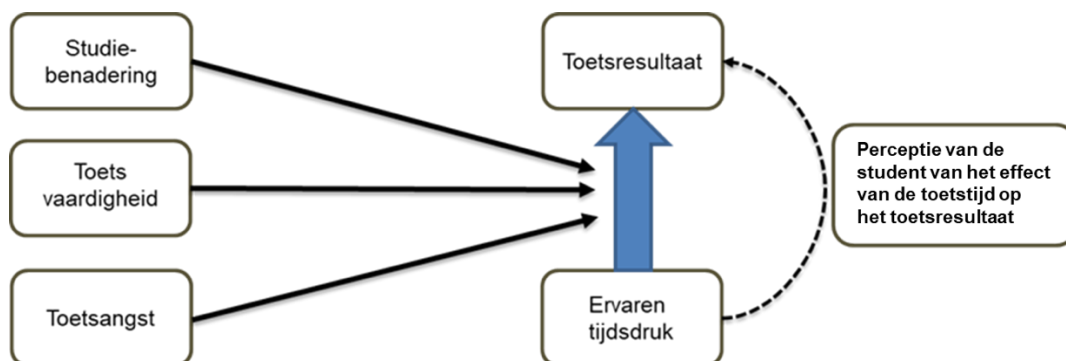 Studie-
benadering
Toetsresultaat
Toets
vaardigheid
Perceptie van de
student van het effect
van de toetstijd op
het toetsresultaat
Toetsangst
Ervaren
tijdsdruk